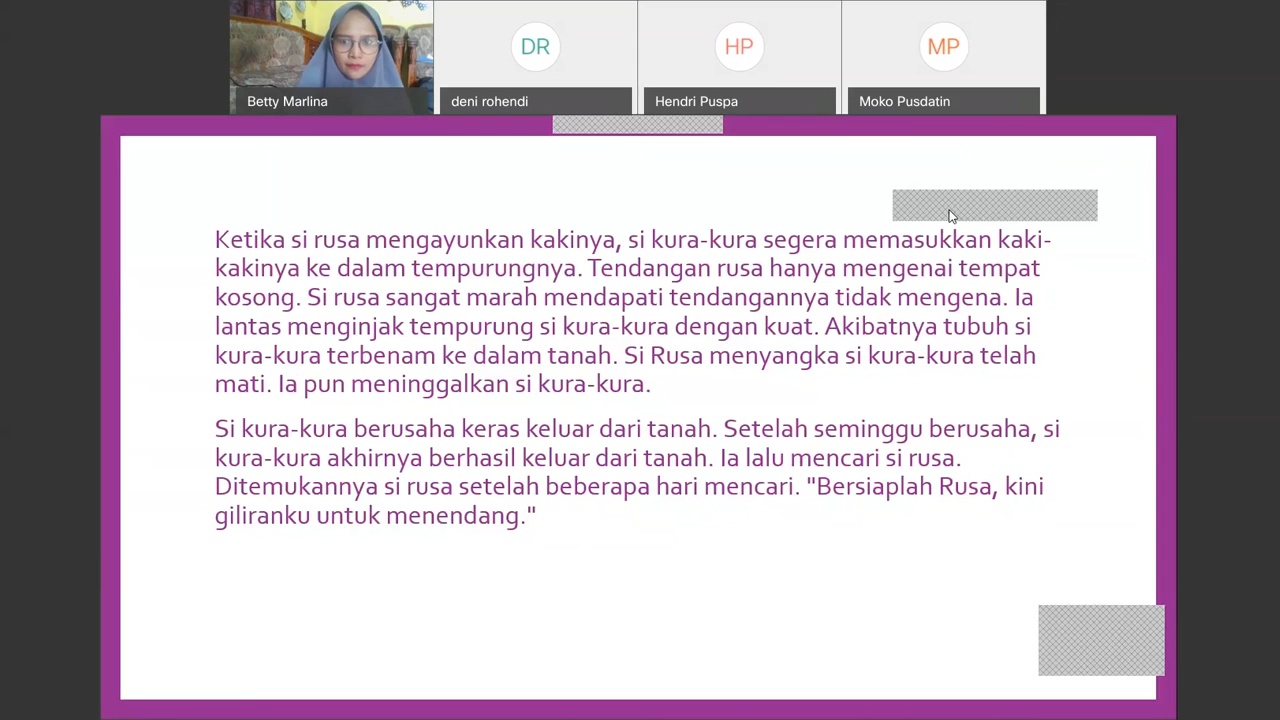 DR
HP
MP
Betty Marlina
deni rohendi
Hendri Puspa
Moko Pusdatin
Ketika si rusa mengayunkan kakinya, si kura-kura segera memasukkan kaki-
kakinya ke dalam tempurungnya. Tendangan rusa hanya mengenai tempat
kosong. Si rusa sangat marah mendapati tendangannya tidak mengena. Ia
lantas menginjak tempurung si kura-kura dengan kuat. Akibatnya tubuh si
kura-kura terbenam ke dalam tanah. Si Rusa menyangka si kura-kura telah
mati. Ia pun meninggalkan si kura-kura.
Si kura-kura berusaha keras keluar dari tanah. Setelah seminggu berusaha, si
kura-kura akhirnya berhasil keluar dari tanah. Ia lalu mencari si rusa.
Ditemukannya si rusa setelah beberapa hari mencari. "Bersiaplah Rusa, kini
giliranku untuk menendang."